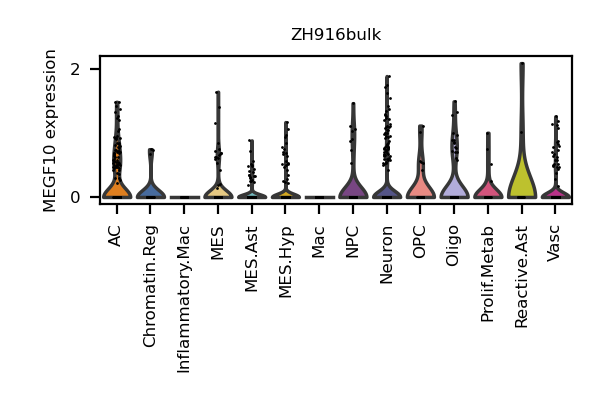 ZH916bulk
MEGF10 expression
2
0
AC
Chromatin.Reg
Inflammatory.Mac
MES
MES.Ast
MES.Hyp
Mac
NPC
Neuron
OPC
Oligo
Prolif.Metab
Reactive.Ast
Vasc